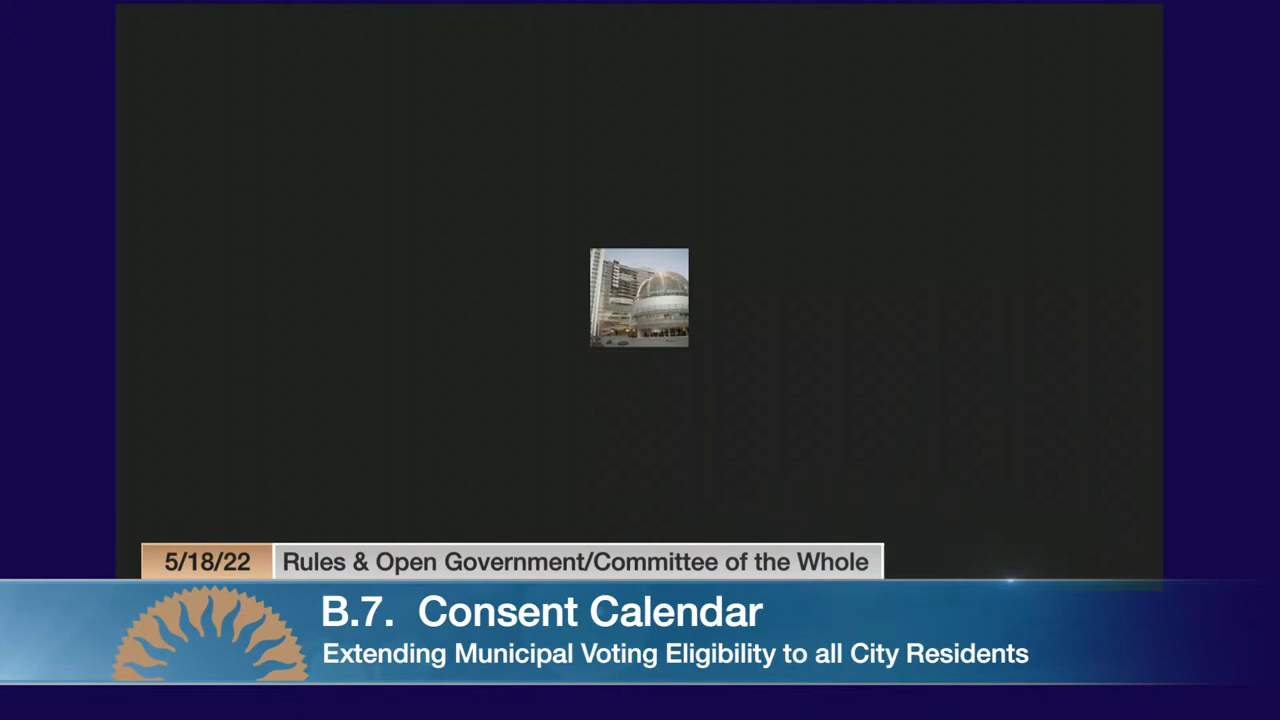 5/18/22 Rules & Open Government/Committee of the Whole
B.7. Consent Calendar
Extending Municipal Voting Eligibility to all City Residents